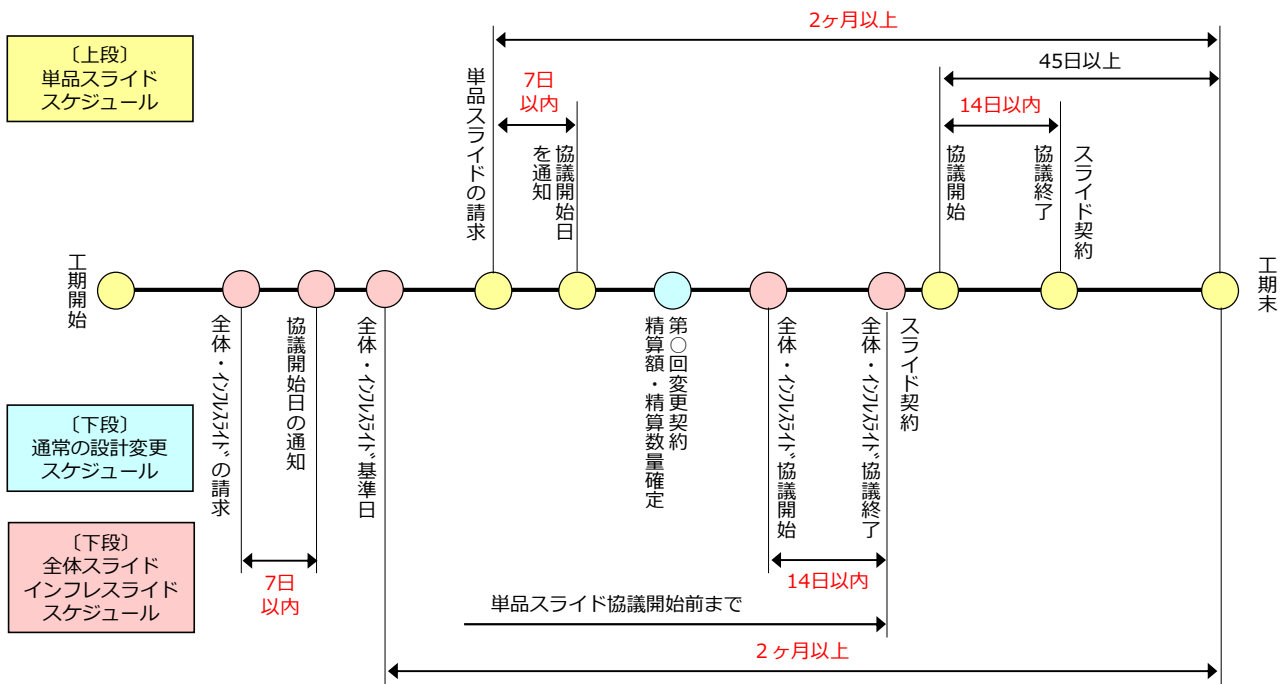 2ヶ月以上
〔上段〕
単品スライド
スケジュール
45日以上
7日
以内
14日以内
単品スライドの請求
協議開始日
を通知
協議開始
協議終了
スライド契約
工期開始
工期末
全体・インフレスライドの請求
協議開始日の通知
全体・インフレスライド基準日
第○回変更契約
精算額・精算数量確定
全体・インフレスライド協議開始
全体・インフレスライド協議終了
スライド契約
〔下段〕
通常の設計変更
スケジュール
〔下段〕
全体スライド
インフレスライド
スケジュール
7日
以内
14日以内
単品スライド協議開始前まで
２ヶ月以上